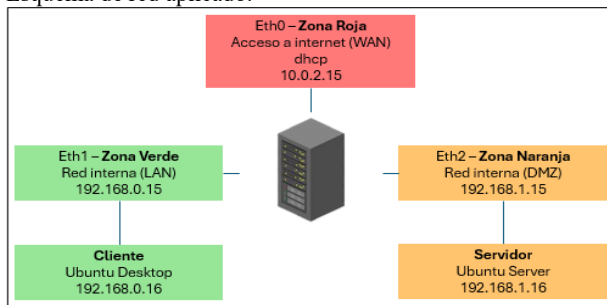 Esquema de red aplicado:
Eth0 – Zona Roja
Acceso a internet (WAN)
dhcp
10.0.2.15
Eth1 – Zona Verde
Red interna (LAN)
192.168.0.15
Eth2 – Zona Naranja
Red interna (DMZ)
192.168.1.15
Cliente
Ubuntu Desktop
192.168.0.16
Servidor
Ubuntu Server
192.168.1.16